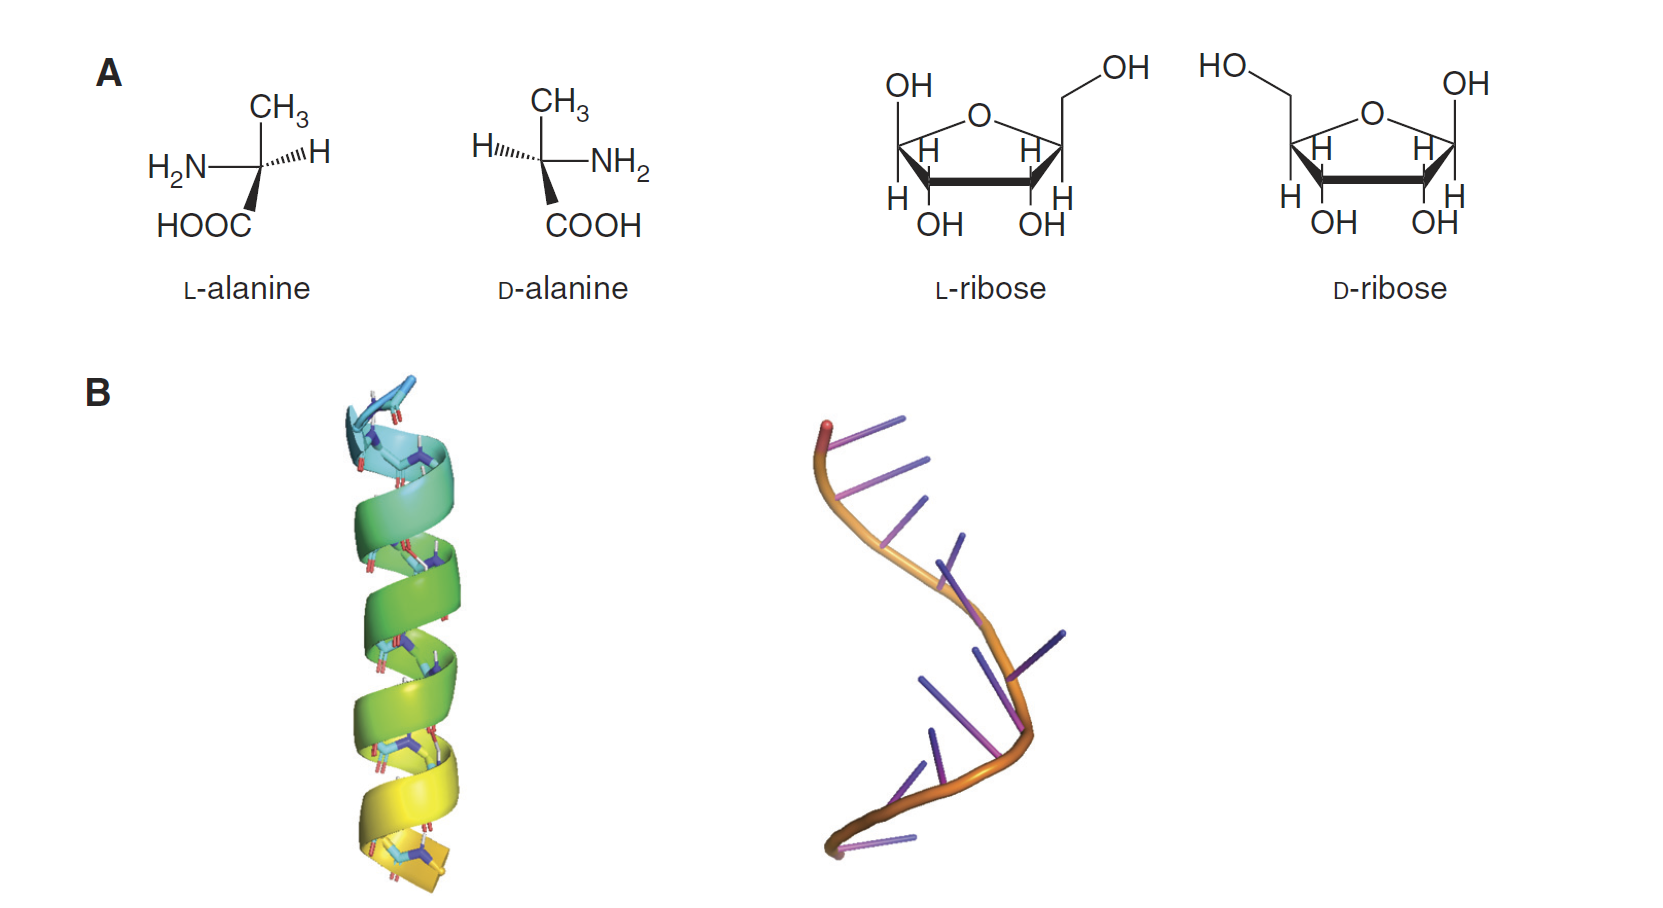 A
CH3
H2N
H
HOOC
L-alanine
CH3
H
NH2
COOH
D-alanine
OH
OH
O
H
H
H
H
OH
OH
L-ribose
HO
OH
O
H
H
H
H
OH
OH
D-ribose
B